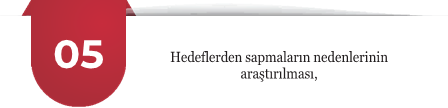 05
Hedeflerden sapmaların nedenlerinin
araştırılması,